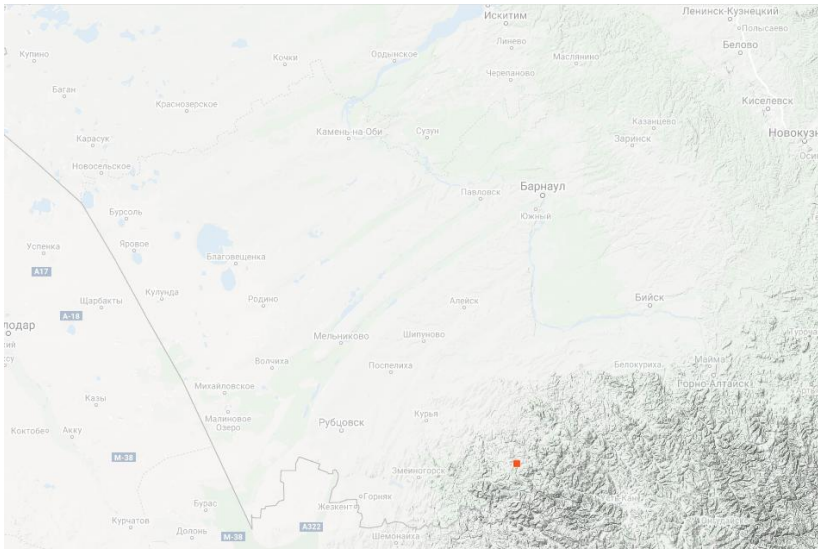 Искитим
Ленинск-Кузнецкий
Полысаево
Линево
Белово
Купино
Кочки
Ордынское
Маслянино
Черепаново
Баган
Краснозерское
Киселевск
Казанцево
Карасук
Камень-на-Оби
Сузун
Заринск
Новокузн
Новосельское
Павловск
Барнаул
Бурсоль
Южный
Успенка
Яровое
Благовещенка
A17
Щарбакты
Кулунда
Родино
Алейск
Бийск
A-18
лодар
Мельниково
Шипуново
Волчиха
Поспелиха
Белокуриха
Майма
Михайловское
Горно-Алтайск
Казы
Малиновое
Озеро
Рубцовск
Курья
Коктобе
Акку
M-38
Змеиногорск
Горняк
Бурас
Жезкент
Курчатов
Долонь
M-38
A322
Шемонаиха